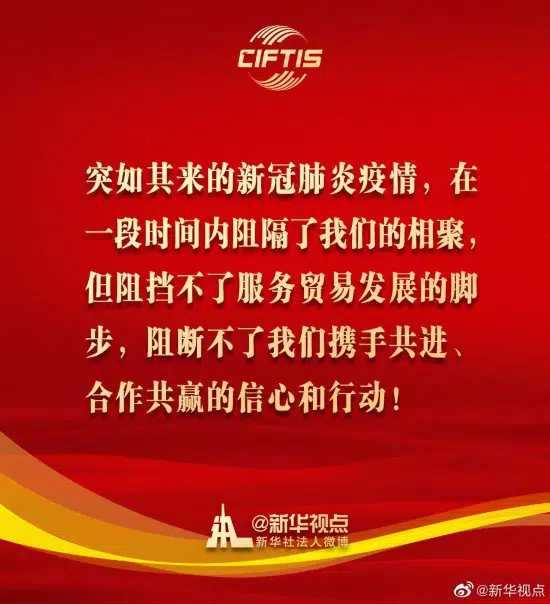 CIFTIS
突如其来的新冠肺炎疫情，在
一段时间内阻隔了我们的相聚，
但阻挡不了服务贸易发展的脚
步，阻断不了我们携手共进、
合作共赢的信心和行动！
@新华视点
新华社法人微博
@新华视点